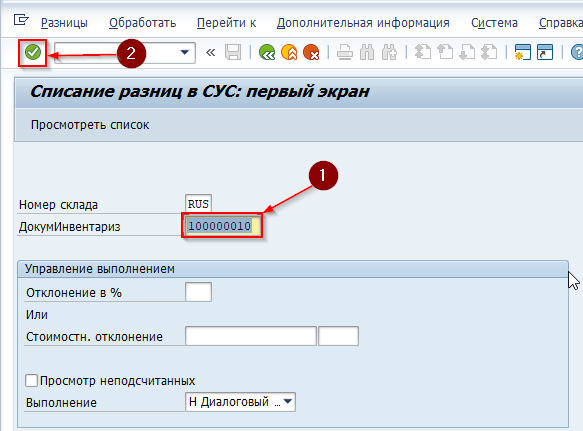 Разницы Обработать Перейти к Дополнительная информация Система Справка
2
Списание разниц в СУС: первый экран
Просмотреть список
1
Номер склада RUS
ДокумИнвентариз 100000010
Управление выполнением
Отклонение в %
Или
Стоимостн. отклонение
Просмотр неподсчитанных
Выполнение Н Диалоговый ...